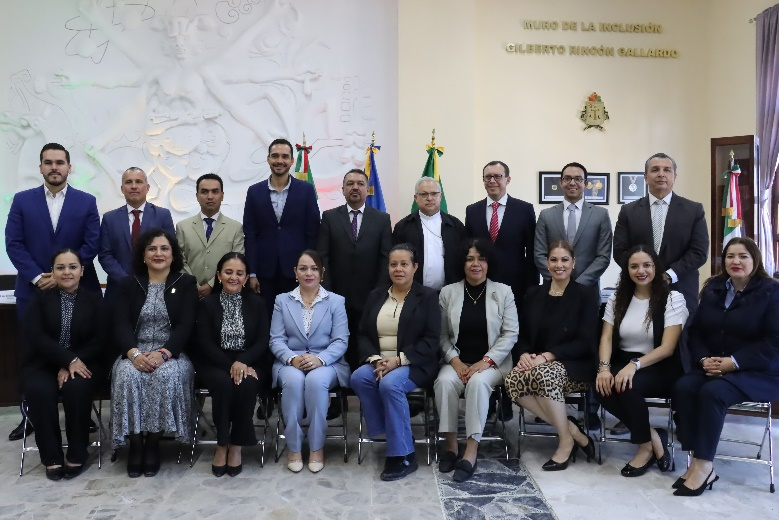 MURO DE LA INCLUSIÓN
GILBERTO RINCÓN GALLARDO